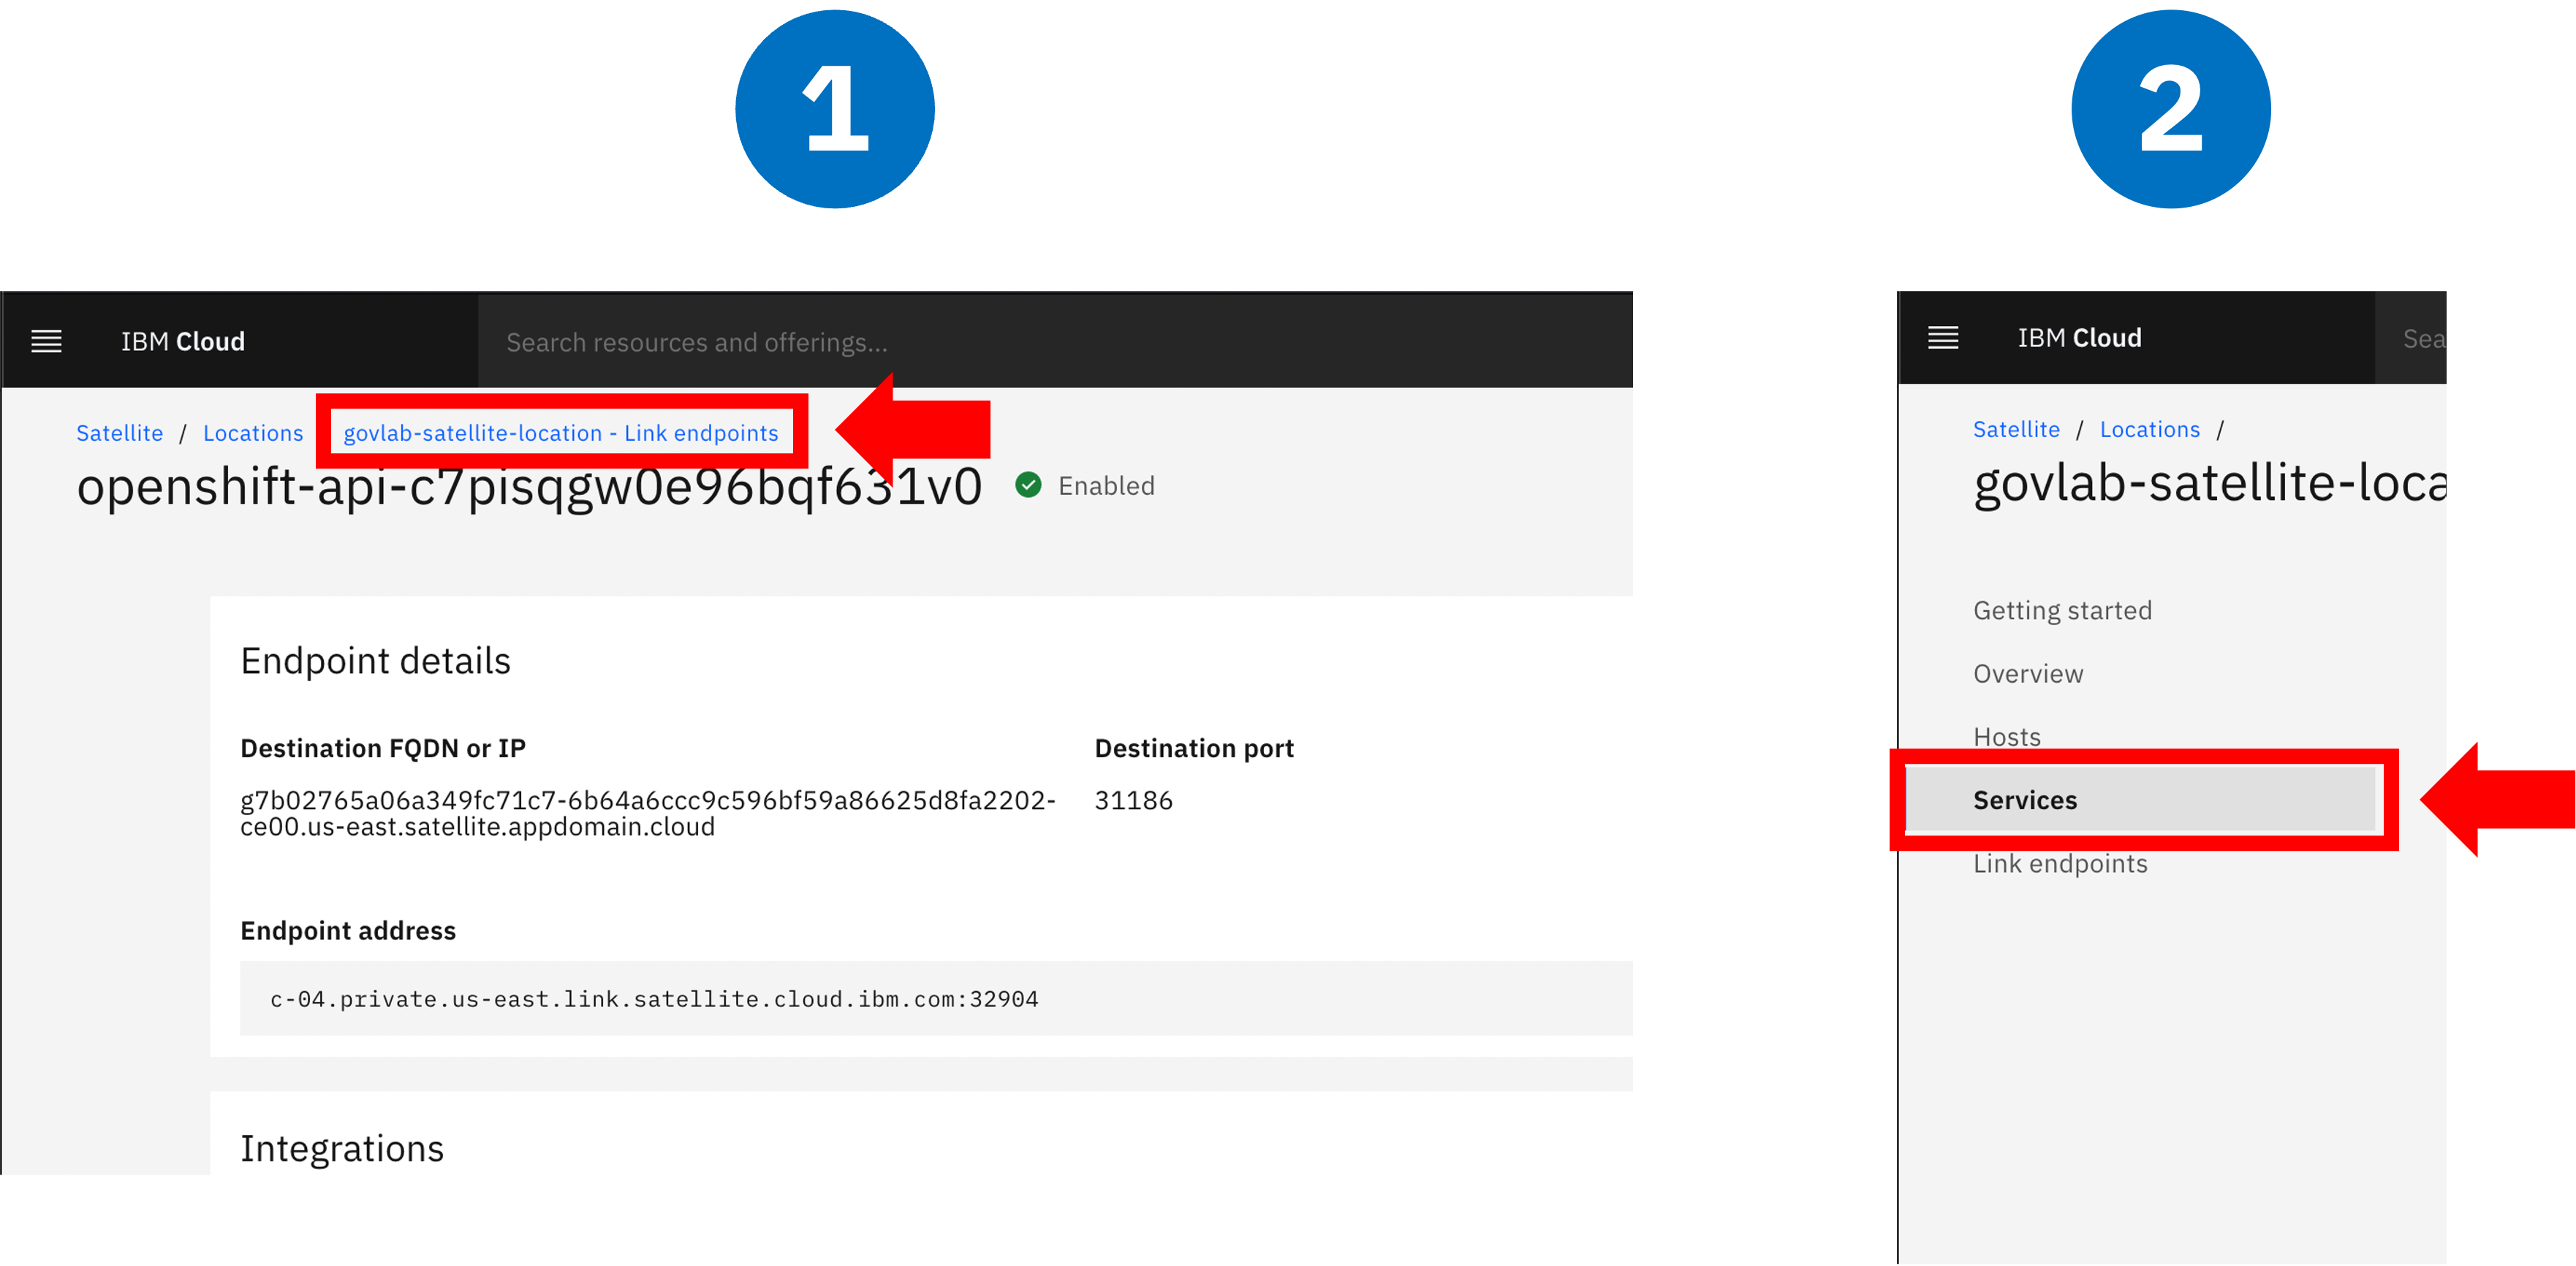 1
IBM Cloud
Search resources and offerings...
Satellite / Locations govlab-satellite-location - Link endpoints
openshift-api-c7pisqgw0e96bqf631v0 Enabled
Endpoint details
Destination FQDN or IP Destination port
g7b02765a06a349fc71c7-6b64a6ccc9c596bf59a86625d8fa2202- 31186
ce00.us-east.satellite.appdomain.cloud
Endpoint address
c-04.private.us-east.link.satellite.cloud.ibm.com:32904
Integrations
2
IBM Cloud
Sea
Satellite / Locations /
govlab-satellite-loca
Getting started
Overview
Hosts
Services
Link endpoints